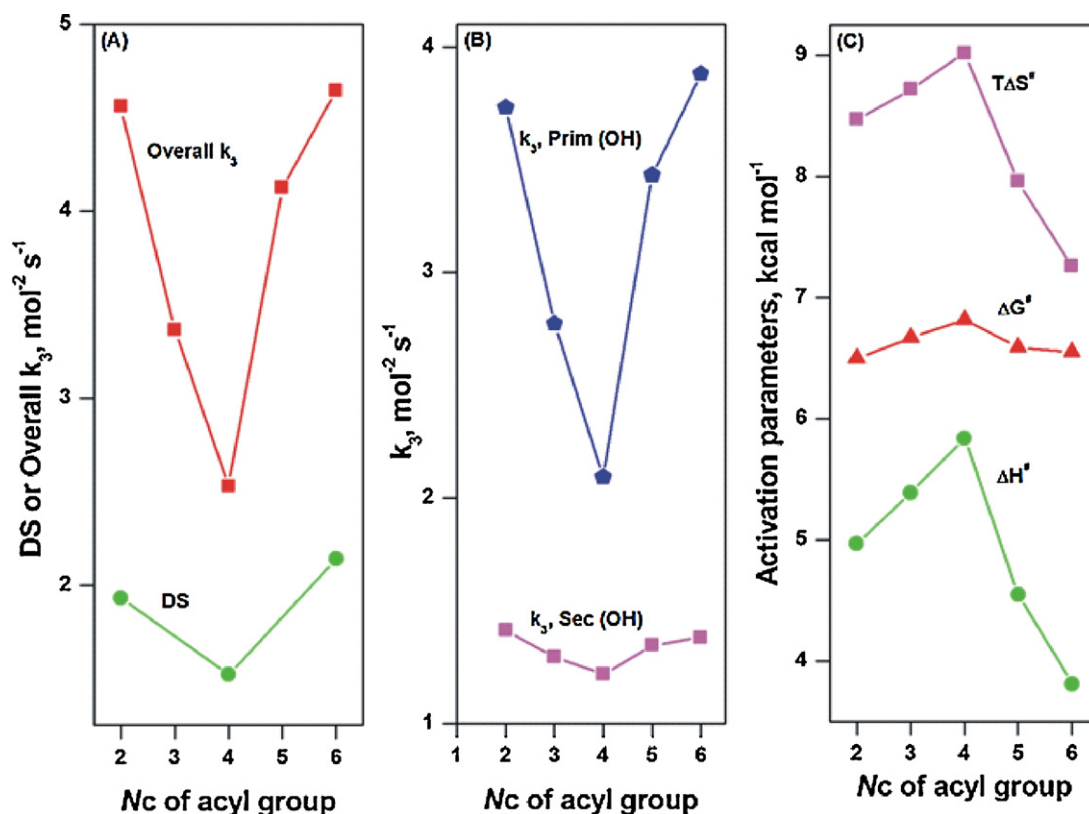 (A)
5
4
3
2
DS or Overall k₃, mol⁻² s⁻¹
Overall k₃
DS
2 3 4 5 6
Nc of acyl group
(B)
4
3
2
1
k₃, mol⁻² s⁻¹
k₃, Prim (OH)
k₃, Sec (OH)
1 2 3 4 5 6
Nc of acyl group
(C)
9
8
7
6
5
4
Activation parameters, kcal mol⁻¹
TΔS^#
ΔG^#
ΔH^#
2 3 4 5 6
Nc of acyl group